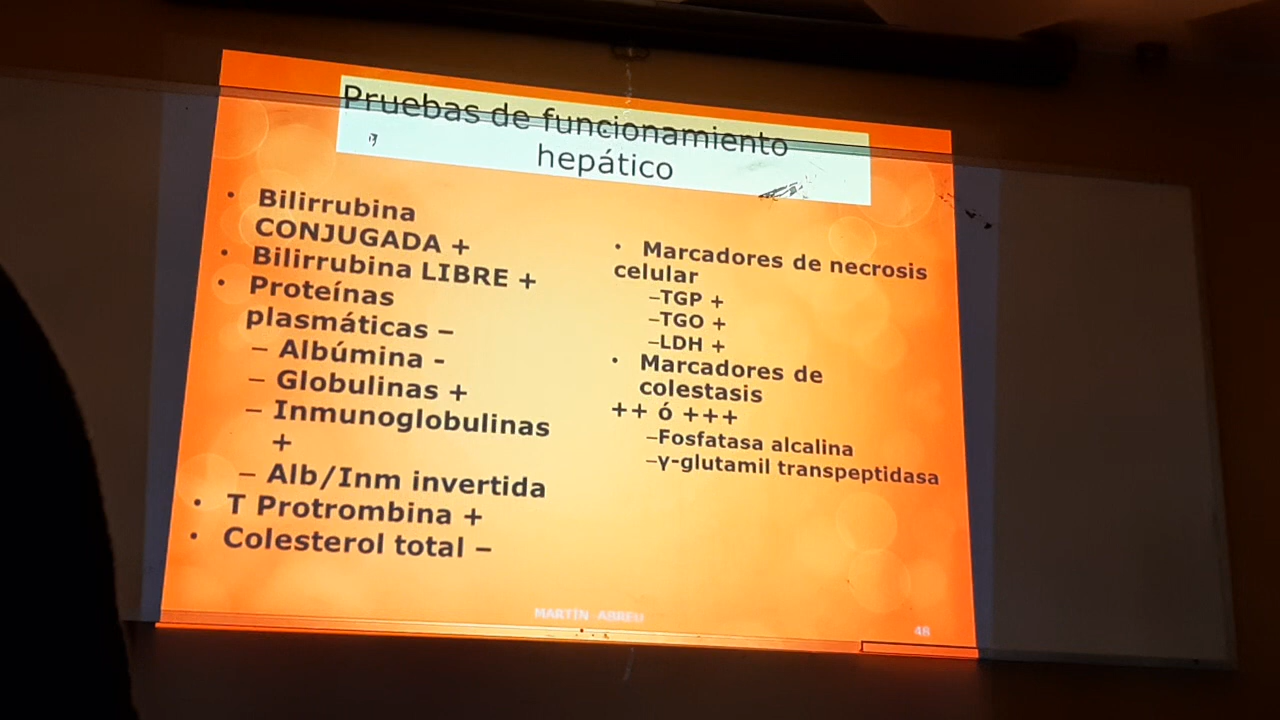 Pruebas de funcionamiento
hepático
• Bilirrubina
CONJUGADA +
• Bilirrubina LIBRE +
• Proteínas
plasmáticas –
– Albúmina -
– Globulinas +
– Inmunoglobulinas
+
– Alb/Inm invertida
• T Protrombina +
• Colesterol total –
• Marcadores de necrosis
celular
–TGP +
–TGO +
–LDH +
• Marcadores de
colestasis
++ ó +++
–Fosfatasa alcalina
–γ-glutamil transpeptidasa
MARTÍN ABREU
48